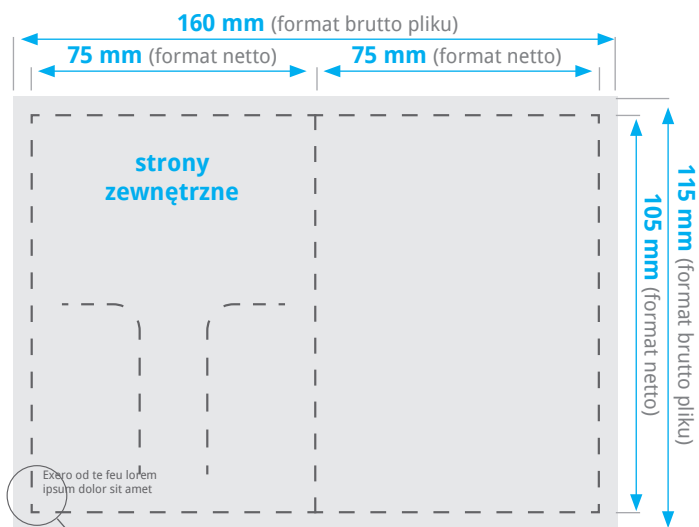 160 mm (format brutto pliku)
75 mm (format netto) 75 mm (format netto)
strony
zewnętrzne
105 mm (format netto)
115 mm (format brutto pliku)
Exero od te feu lorem
ipsum dolor sit amet